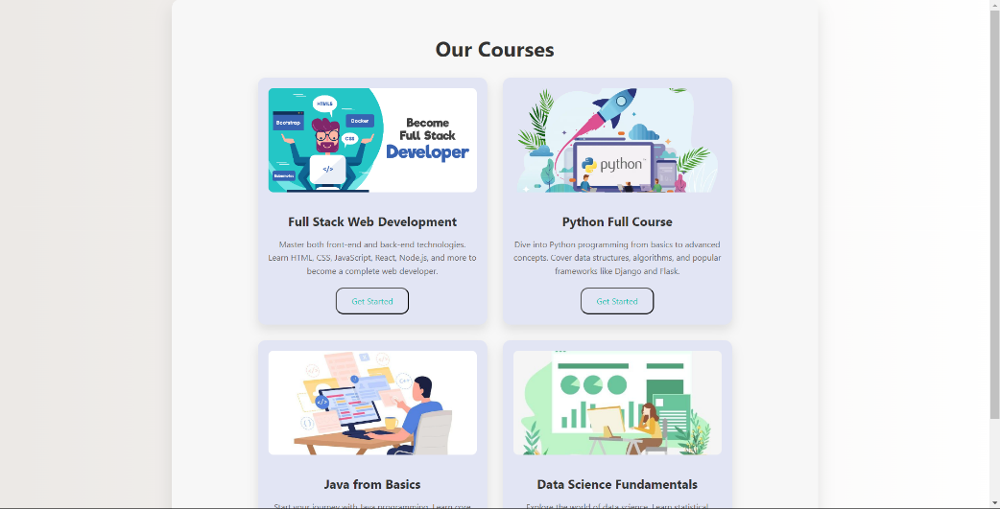 Our Courses
HTML5
Bootstrap
Docker
CSS
</>
Kubernetes
Become
Full Stack
Developer
python
Full Stack Web Development
Master both front-end and back-end technologies.
Learn HTML, CSS, JavaScript, React, Node.js, and more to
become a complete web developer.
Get Started
Python Full Course
Dive into Python programming from basics to advanced
concepts. Cover data structures, algorithms, and popular
frameworks like Django and Flask.
Get Started
Java from Basics
Start your journey with Java programming. Learn core
Data Science Fundamentals
Explore the world of data science. Learn statistical